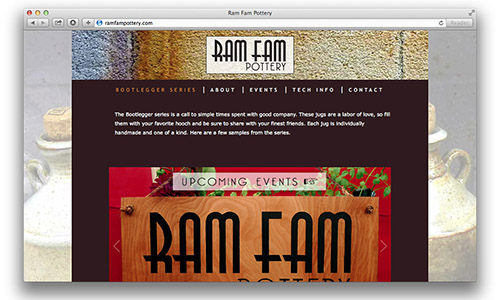 Ram Fam Pottery
ramfampottery.com
Reader
RAM FAM
POTTERY
BOOTLEGGER SERIES | ABOUT | EVENTS | TECH INFO | CONTACT
The Bootlegger series is a call to simple times spent with good company. These jugs are a labor of love, so fill
them with your favorite hooch and be sure to share with your finest friends. Each jug is individually
handmade and one of a kind. Here are a few samples from the series.
UPCOMING EVENTS
RAM FAM
POTTERY